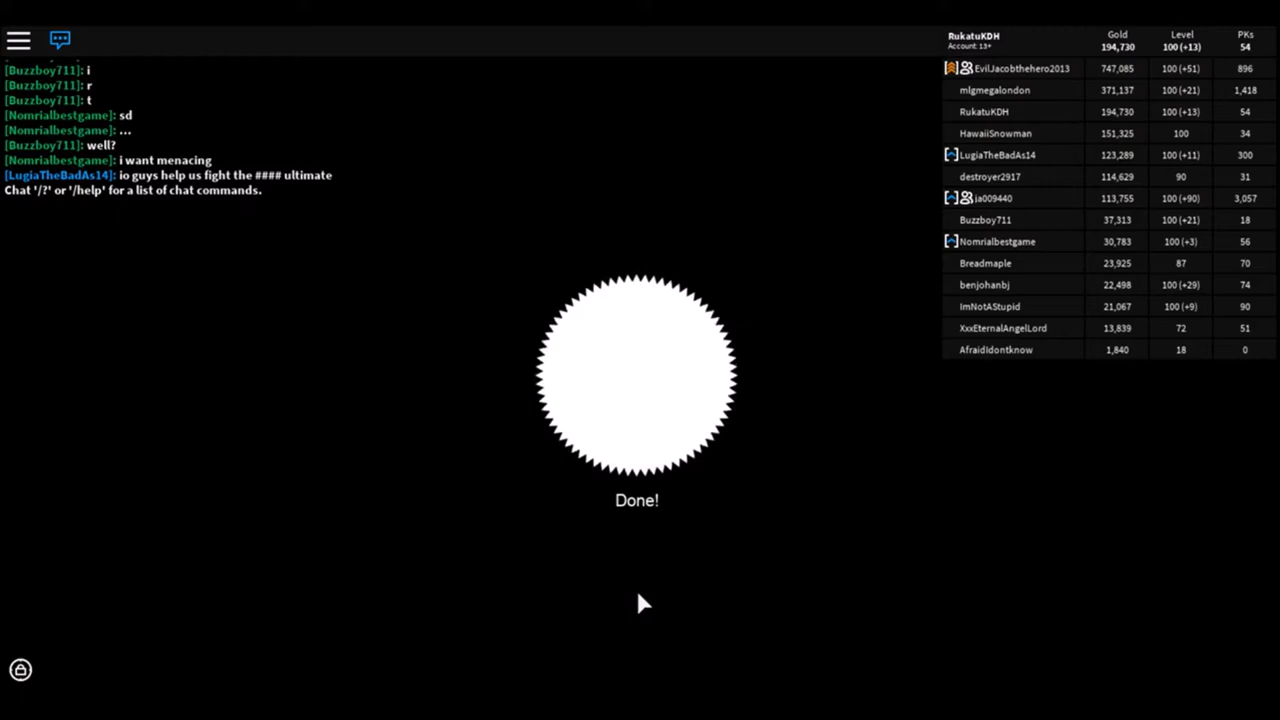 [Buzzboy711]: i
[Buzzboy711]: r
[Buzzboy711]: t
[Nomrialbestgame]: sd
[Nomrialbestgame]: ...
[Buzzboy711]: well?
[Nomrialbestgame]: i want menacing
[LugiaTheBadAs14]: io guys help us fight the #### ultimate
Chat '/?' or '/help' for a list of chat commands.
Done!
RukatuKDH Gold Level PKs
Account: 13+ 194,730 100 (+13) 54
EvilJacobthehero2013 747,085 100 (+51) 896
mlgmegalondon 371,137 100 (+21) 1,418
RukatuKDH 194,730 100 (+13) 54
HawaiiSnowman 151,325 100 34
LugiaTheBadAs14 123,289 100 (+11) 300
destroyer2917 114,629 90 31
ja009440 113,755 100 (+90) 3,057
Buzzboy711 37,313 100 (+21) 18
Nomrialbestgame 30,783 100 (+3) 56
Breadmaple 23,925 87 70
benjohanbj 22,498 100 (+29) 74
ImNotAStupid 21,067 100 (+9) 90
XxxEternalAngelLord 13,839 72 51
AfraidIdontknow 1,840 18 0